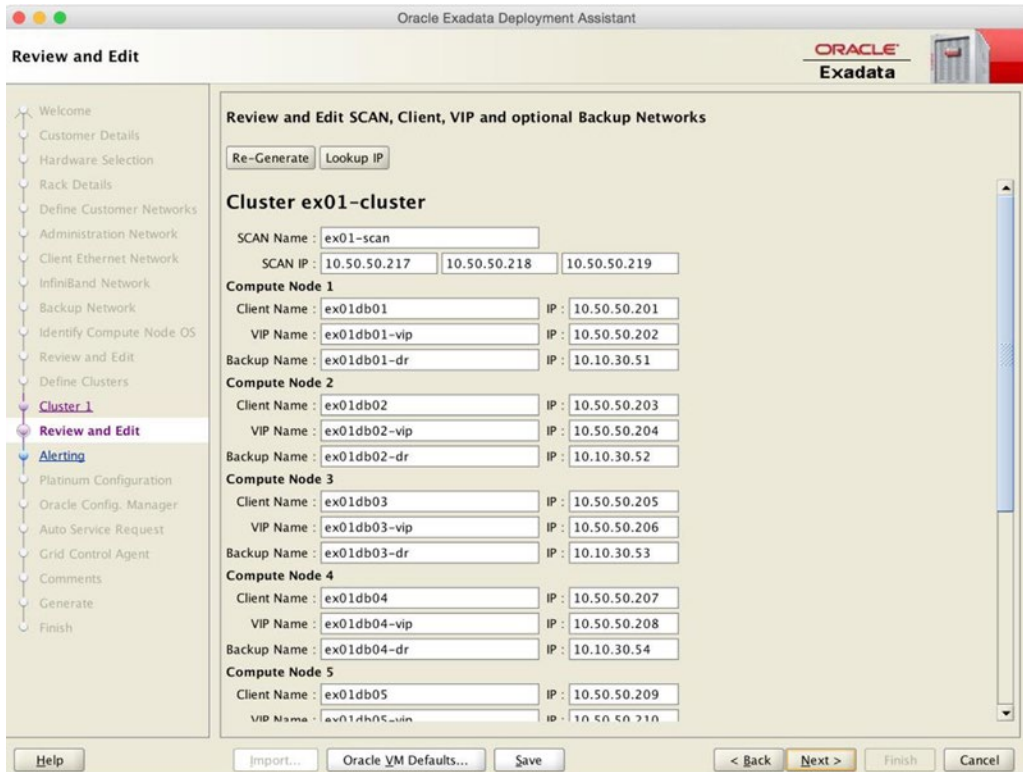 Oracle Exadata Deployment Assistant
Review and Edit
ORACLE
Exadata
Welcome
Customer Details
Hardware Selection
Rack Details
Define Customer Networks
Administration Network
Client Ethernet Network
InfiniBand Network
Backup Network
Identify Compute Node OS
Review and Edit
Define Clusters
Cluster 1
Review and Edit
Alerting
Platinum Configuration
Oracle Config. Manager
Auto Service Request
Grid Control Agent
Comments
Generate
Finish
Review and Edit SCAN, Client, VIP and optional Backup Networks
Re-Generate Lookup IP
Cluster ex01-cluster
SCAN Name : ex01-scan
SCAN IP : 10.50.50.217 10.50.50.218 10.50.50.219
Compute Node 1
Client Name : ex01db01 IP : 10.50.50.201
VIP Name : ex01db01-vip IP : 10.50.50.202
Backup Name : ex01db01-dr IP : 10.10.30.51
Compute Node 2
Client Name : ex01db02 IP : 10.50.50.203
VIP Name : ex01db02-vip IP : 10.50.50.204
Backup Name : ex01db02-dr IP : 10.10.30.52
Compute Node 3
Client Name : ex01db03 IP : 10.50.50.205
VIP Name : ex01db03-vip IP : 10.50.50.206
Backup Name : ex01db03-dr IP : 10.10.30.53
Compute Node 4
Client Name : ex01db04 IP : 10.50.50.207
VIP Name : ex01db04-vip IP : 10.50.50.208
Backup Name : ex01db04-dr IP : 10.10.30.54
Compute Node 5
Client Name : ex01db05 IP : 10.50.50.209
VIP Name : ex01db05-vip IP : 10.50.50.210
Help Import... Oracle VM Defaults... Save < Back Next > Finish Cancel